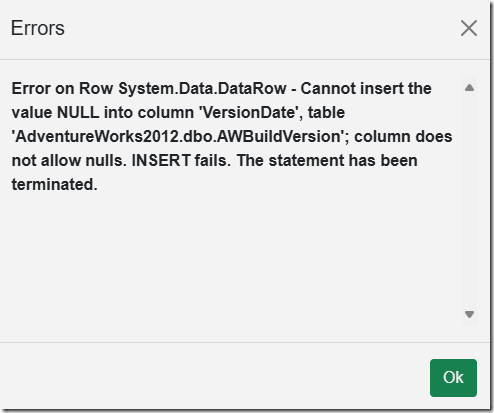 Errors
Error on Row System.Data.DataRow - Cannot insert the
value NULL into column 'VersionDate', table
'AdventureWorks2012.dbo.AWBuildVersion'; column does
not allow nulls. INSERT fails. The statement has been
terminated.
Ok